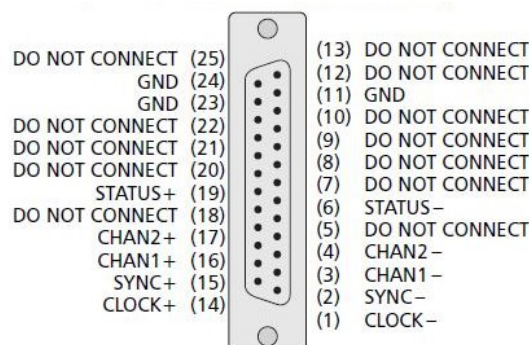 DO NOT CONNECT (25)
GND (24)
GND (23)
DO NOT CONNECT (22)
DO NOT CONNECT (21)
DO NOT CONNECT (20)
STATUS+ (19)
DO NOT CONNECT (18)
CHAN2+ (17)
CHAN1+ (16)
SYNC+ (15)
CLOCK+ (14)
(13) DO NOT CONNECT
(12) DO NOT CONNECT
(11) GND
(10) DO NOT CONNECT
(9) DO NOT CONNECT
(8) DO NOT CONNECT
(7) DO NOT CONNECT
(6) STATUS−
(5) DO NOT CONNECT
(4) CHAN2−
(3) CHAN1−
(2) SYNC−
(1) CLOCK−